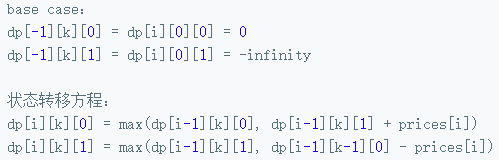 base case:
dp[-1][k][0] = dp[i][0][0] = 0
dp[-1][k][1] = dp[i][0][1] = -infinity
状态转移方程:
dp[i][k][0] = max(dp[i-1][k][0], dp[i-1][k][1] + prices[i])
dp[i][k][1] = max(dp[i-1][k][1], dp[i-1][k-1][0] - prices[i])